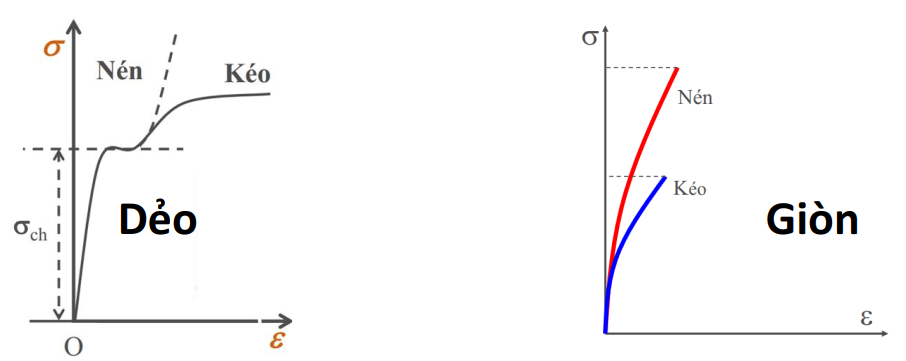 σ
Nén
Kéo
σch
Dẻo
O
ε
σ
Nén
Kéo
Giòn
ε